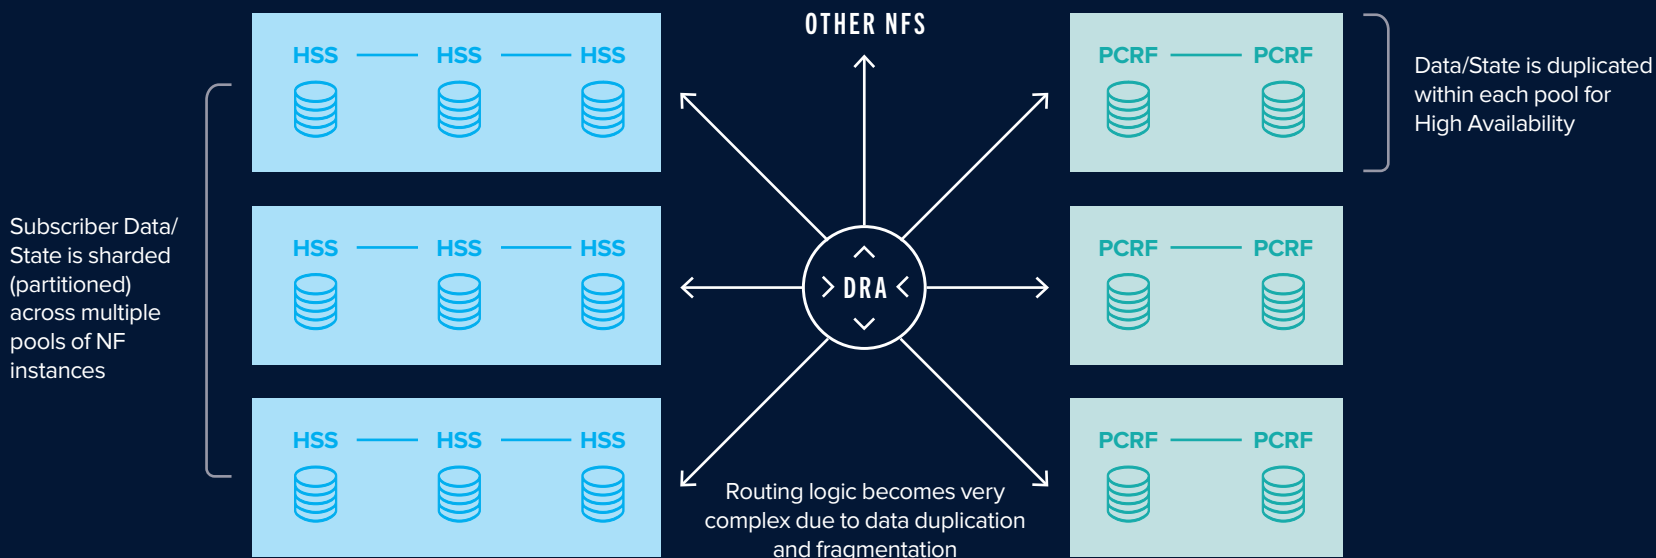 OTHER NFS
HSS HSS HSS
PCRF PCRF
Data/State is duplicated
within each pool for
High Availability
Subscriber Data/
State is sharded
(partitioned)
across multiple
pools of NF
instances
HSS HSS HSS
DRA
PCRF PCRF
HSS HSS HSS
PCRF PCRF
Routing logic becomes very
complex due to data duplication
and fragmentation